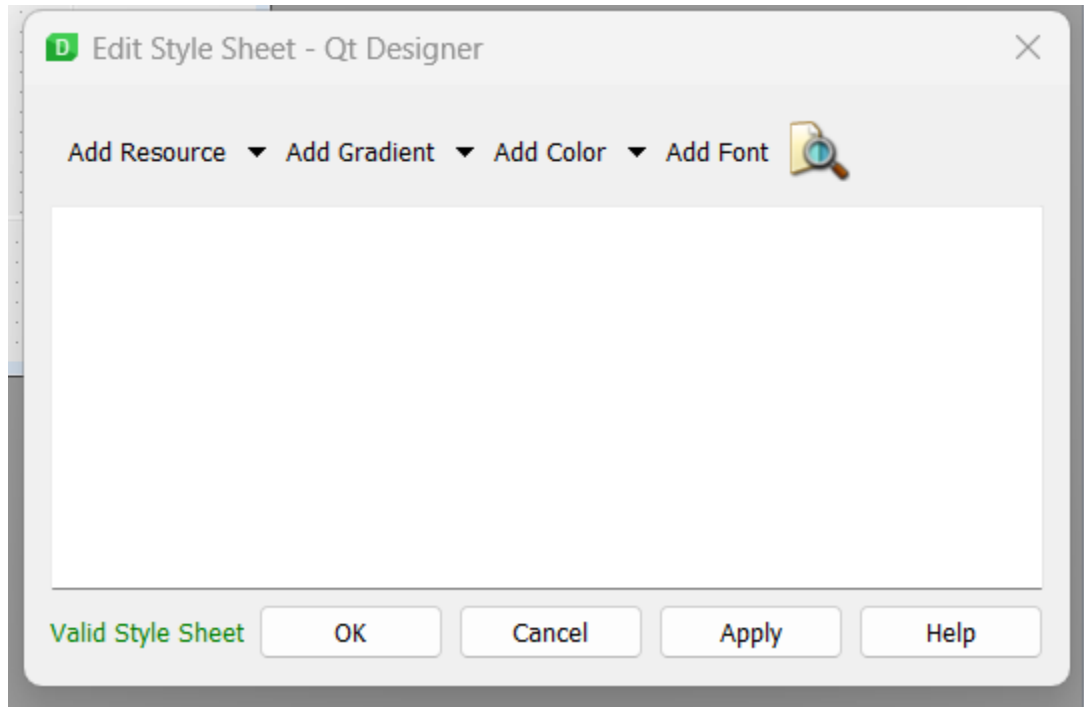 D Edit Style Sheet - Qt Designer
Add Resource Add Gradient Add Color Add Font
Valid Style Sheet OK Cancel Apply Help